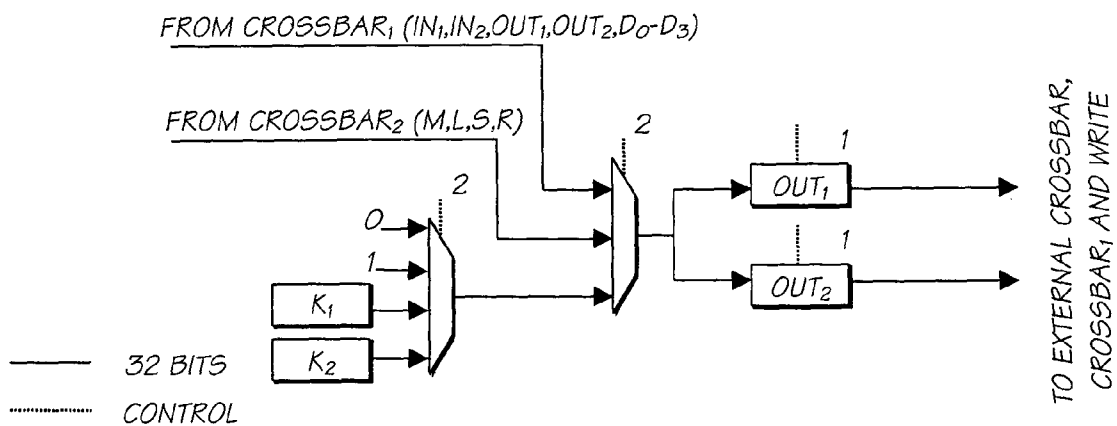 FROM CROSSBAR₁ (IN₁,IN₂,OUT₁,OUT₂,D₀-D₃)
FROM CROSSBAR₂ (M,L,S,R)
2
2
1
OUT₁
1
OUT₂
0
1
K₁
K₂
32 BITS
CONTROL
TO EXTERNAL CROSSBAR,
CROSSBAR₁ AND WRITE